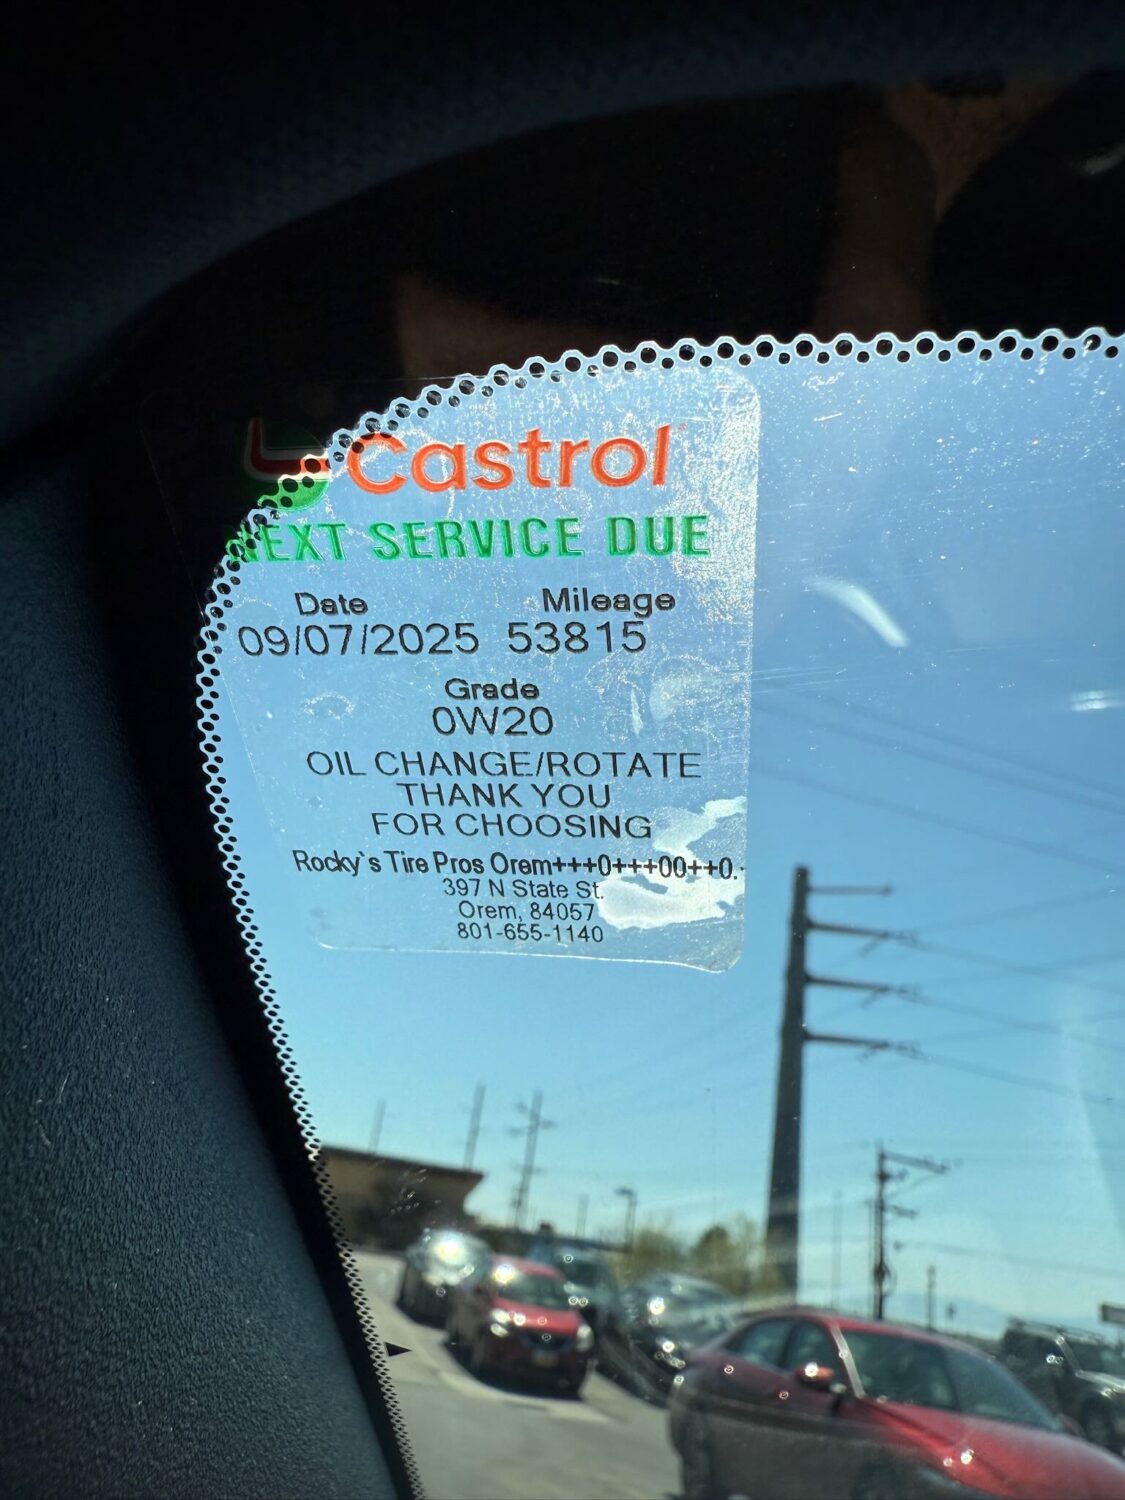 Castrol
NEXT SERVICE DUE
Date Mileage
09/07/2025 53815
Grade
0W20
OIL CHANGE/ROTATE
THANK YOU
FOR CHOOSING
Rocky`s Tire Pros Orem+++0+++00++0.
397 N State St.
Orem, 84057
801-655-1140